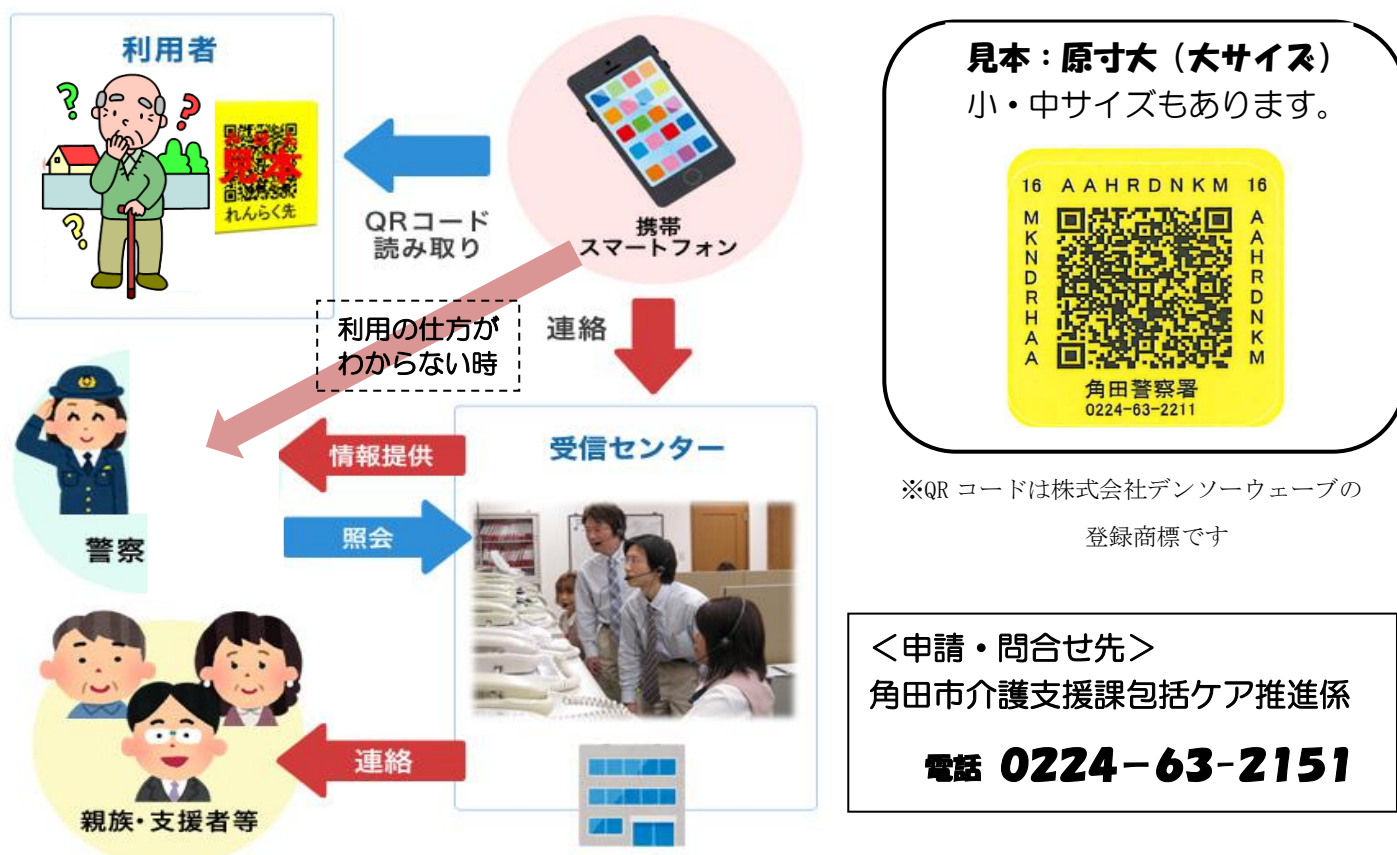 利用者
見本
れんらく先
QRコード
読み取り
携帯
スマートフォン
利用の仕方が
わからない時
連絡
警察
情報提供
照会
受信センター
連絡
親族・支援者等
見本：原寸大（大サイズ）
小・中サイズもあります。
16 AAHRDNKM 16
MKNDRHAA
AAHRDNKM
角田警察署
0224-63-2211
※QR コードは株式会社デンソーウェーブの
登録商標です
＜申請・問合せ先＞
角田市介護支援課包括ケア推進係
電話 0224－63-2151